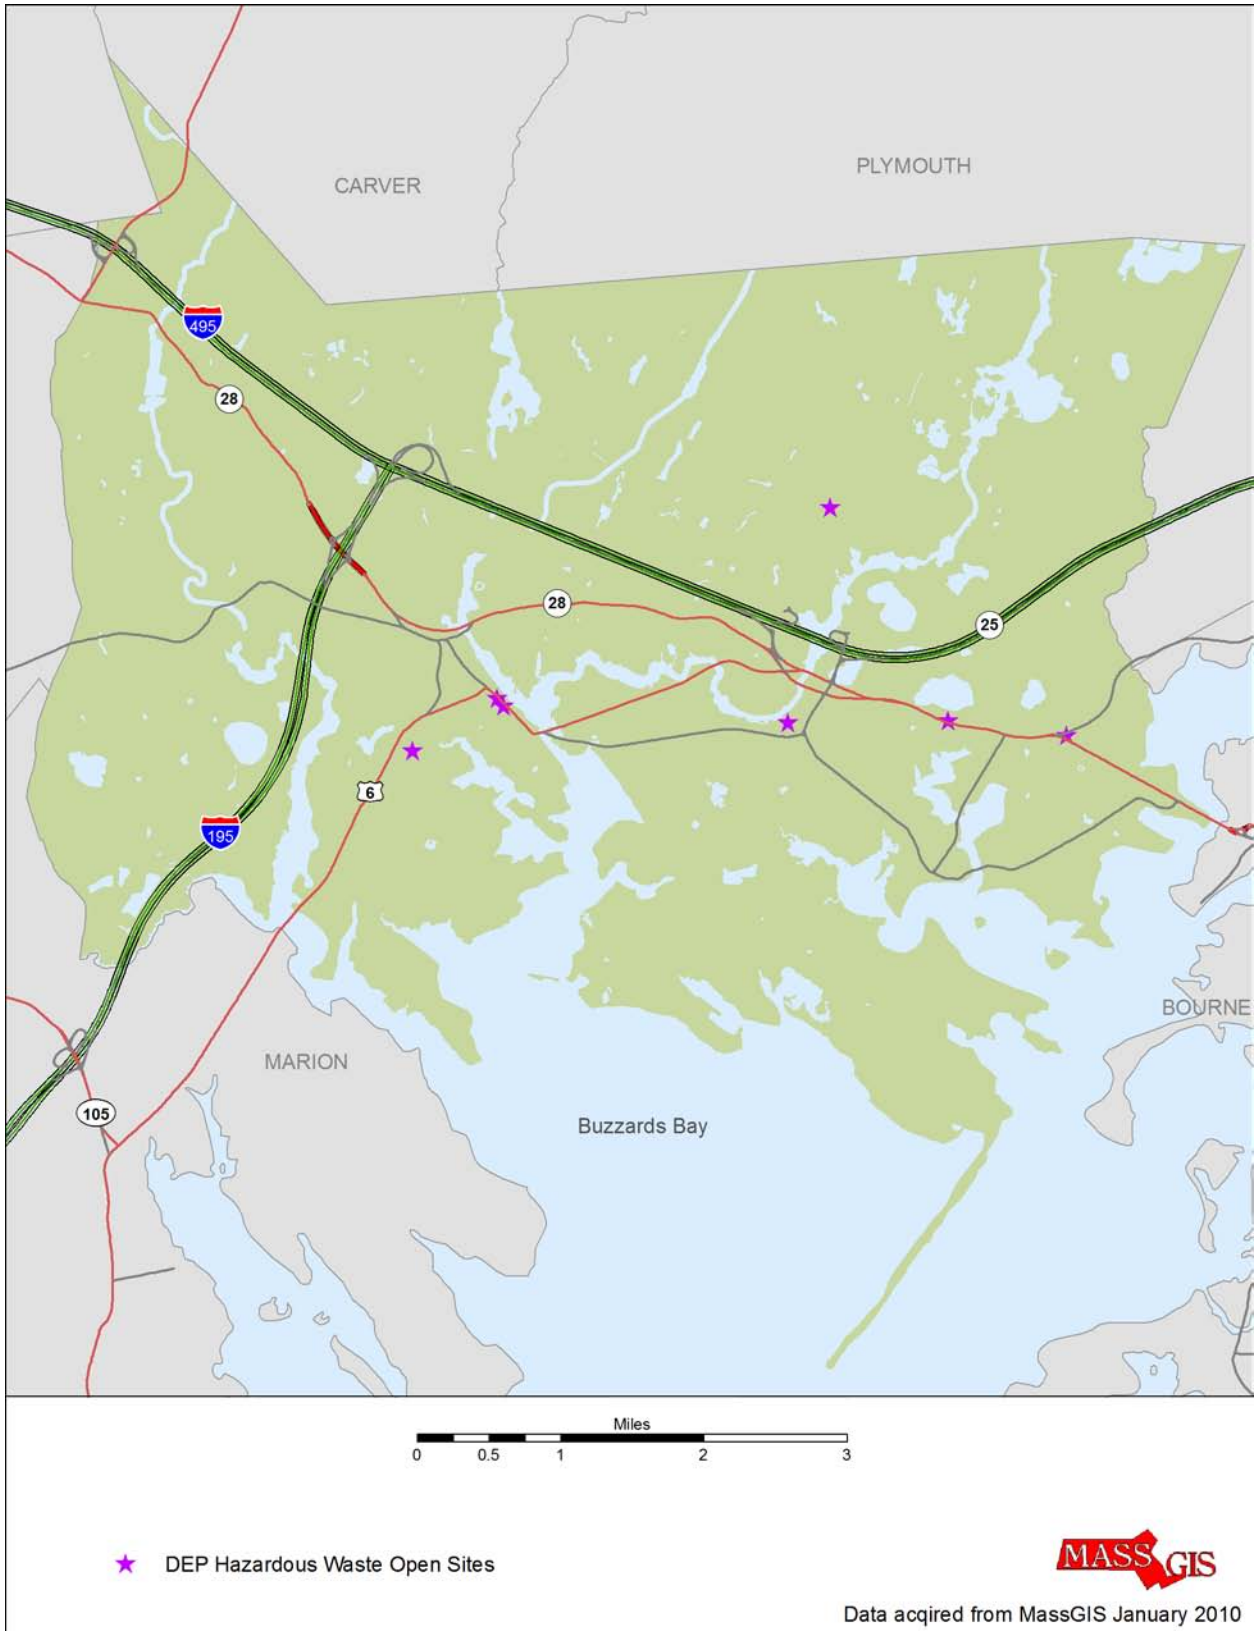 CARVER
PLYMOUTH
495
28
28
25
6
195
BOURNE
MARION
105
Buzzards Bay
Miles
0 0.5 1 2 3
DEP Hazardous Waste Open Sites
MASS GIS
Data acqired from MassGIS January 2010